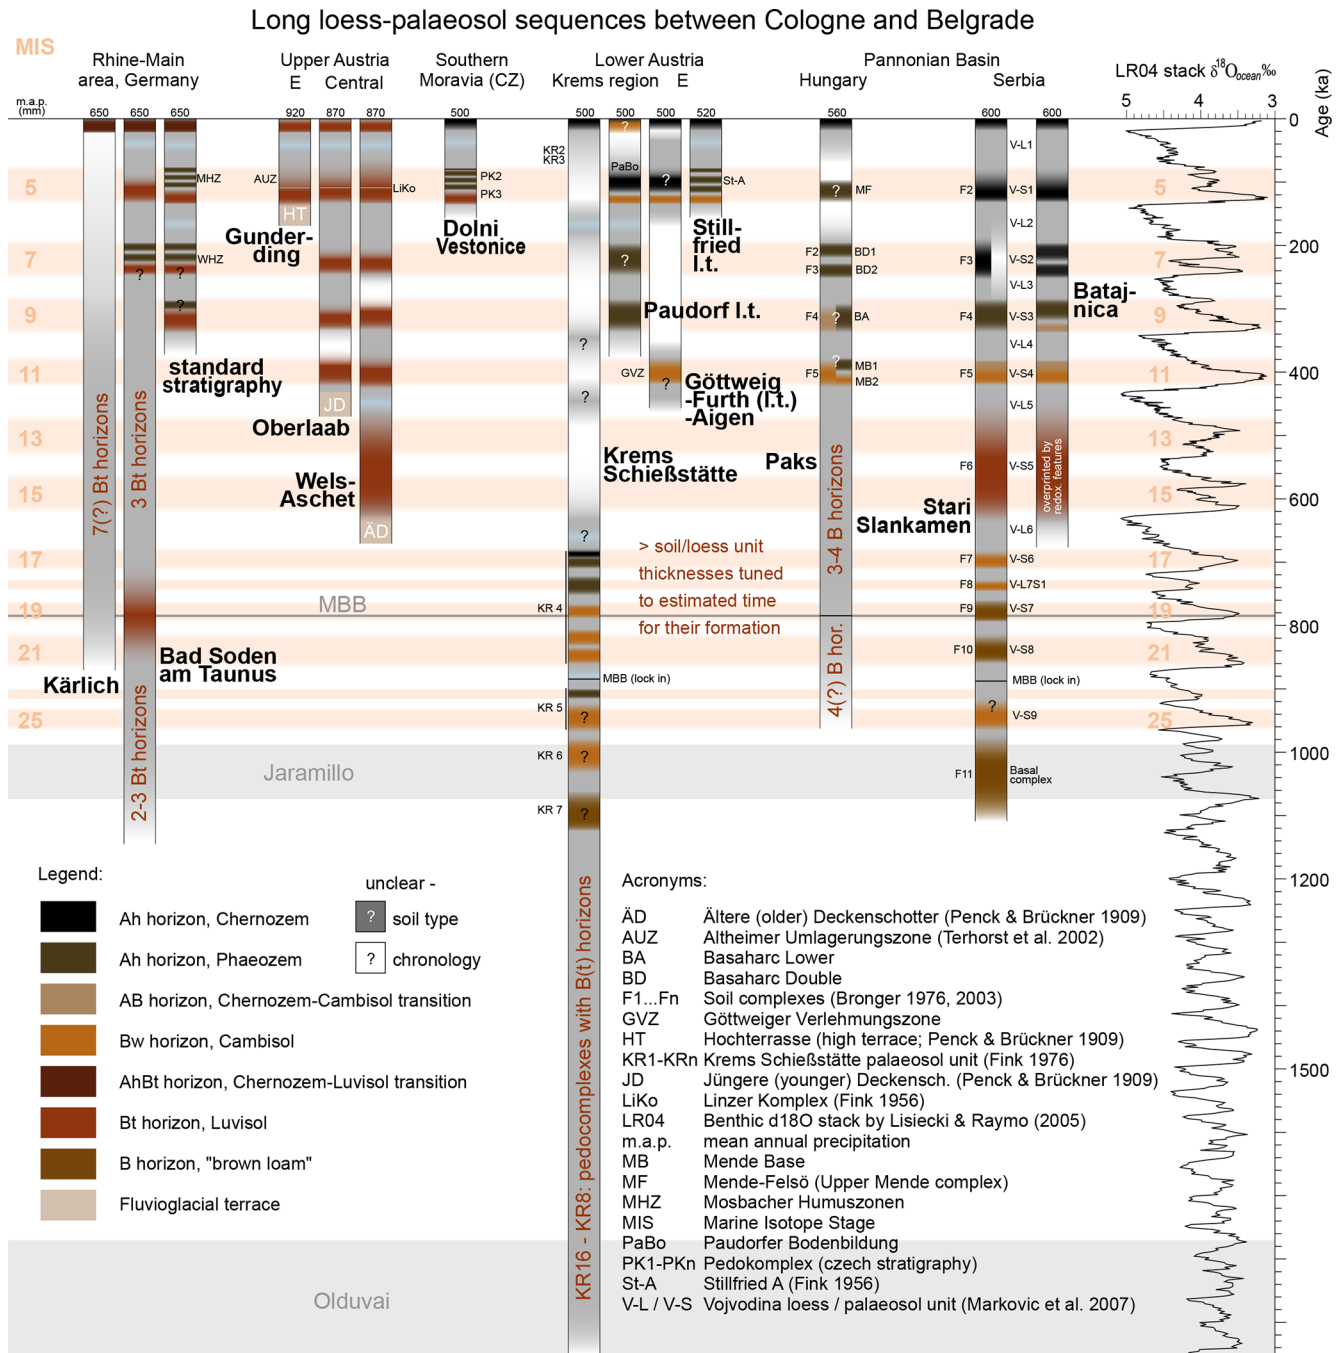 Long loess-palaeosol sequences between Cologne and Belgrade
MIS
Rhine-Main
area, Germany
Upper Austria
E Central
Southern
Moravia (CZ)
Lower Austria
Krems region E
Pannonian Basin
Hungary Serbia
LR04 stack δ18Oocean‰
5 4 3
Age (ka)
m.a.p.
(mm)
650 650 650 920 870 870 500 500 500 500 520 560 600 600
0
200
400
600
800
1000
1200
1500
5
7
9
11
13
15
17
19
21
25
5
7
9
11
13
15
17
19
21
25
7(?) Bt horizons
Kärlich
3 Bt horizons
2-3 Bt horizons
Bad Soden
am Taunus
MHZ
WHZ
?
?
?
standard
stratigraphy
AUZ
HT
Gunder-
ding
JD
Oberlaab
LiKo
Wels-
Aschet
ÄD
PK2
PK3
Dolni
Vestonice
KR2
KR3
?
?
?
KR 4
MBB (lock in)
KR 5
?
KR 6
?
KR 7
?
KR16 - KR8: pedocomplexes with B(t) horizons
Krems
Schießstätte
?
PaBo
?
Paudorf l.t.
?
GVZ
?
Göttweig
-Furth (l.t.)
-Aigen
St-A
Still-
fried
l.t.
> soil/loess unit
thicknesses tuned
to estimated time
for their formation
MF
F2 BD1
F3 BD2
F4 ? BA
? MB1
F5 MB2
Paks
3-4 B horizons
4(?) B hor.
V-L1
F2 V-S1
V-L2
F3 V-S2
V-L3
F4 V-S3
V-L4
F5 V-S4
V-L5
F6 V-S5
V-L6
F7 V-S6
F8 V-L7S1
F9 V-S7
F10 V-S8
MBB (lock in)
?
V-S9
F11 Basal
complex
Stari
Slankamen
Bataj-
nica
overprinted by
redox. features
MBB
Jaramillo
Olduvai
Legend:
Ah horizon, Chernozem
Ah horizon, Phaeozem
AB horizon, Chernozem-Cambisol transition
Bw horizon, Cambisol
AhBt horizon, Chernozem-Luvisol transition
Bt horizon, Luvisol
B horizon, "brown loam"
Fluvioglacial terrace
unclear -
? soil type
? chronology
Acronyms:
ÄD Ältere (older) Deckenschotter (Penck & Brückner 1909)
AUZ Altheimer Umlagerungszone (Terhorst et al. 2002)
BA Basaharc Lower
BD Basaharc Double
F1...Fn Soil complexes (Bronger 1976, 2003)
GVZ Göttweiger Verlehmungszone
HT Hochterrasse (high terrace; Penck & Brückner 1909)
KR1-KRn Krems Schießstätte palaeosol unit (Fink 1976)
JD Jüngere (younger) Deckensch. (Penck & Brückner 1909)
LiKo Linzer Komplex (Fink 1956)
LR04 Benthic d18O stack by Lisiecki & Raymo (2005)
m.a.p. mean annual precipitation
MB Mende Base
MF Mende-Felsö (Upper Mende complex)
MHZ Mosbacher Humuszonen
MIS Marine Isotope Stage
PaBo Paudorfer Bodenbildung
PK1-PKn Pedokomplex (czech stratigraphy)
St-A Stillfried A (Fink 1956)
V-L / V-S Vojvodina loess / palaeosol unit (Markovic et al. 2007)